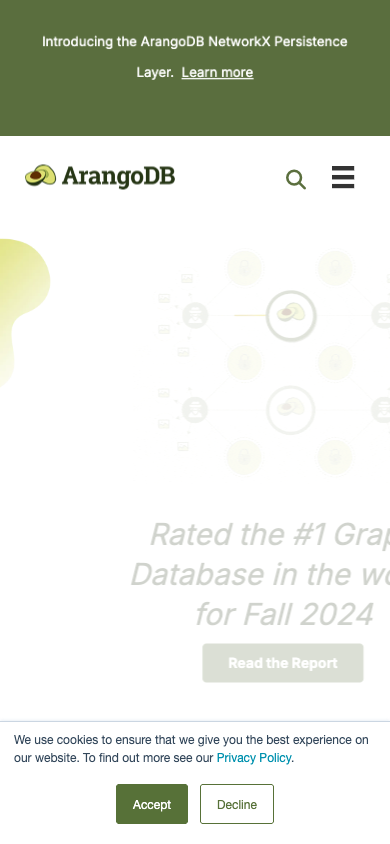 Introducing the ArangoDB NetworkX Persistence
Layer. Learn more
ArangoDB
Rated the #1 Grap
Database in the wo
for Fall 2024
Read the Report
We use cookies to ensure that we give you the best experience on
our website. To find out more see our Privacy Policy.
Accept
Decline